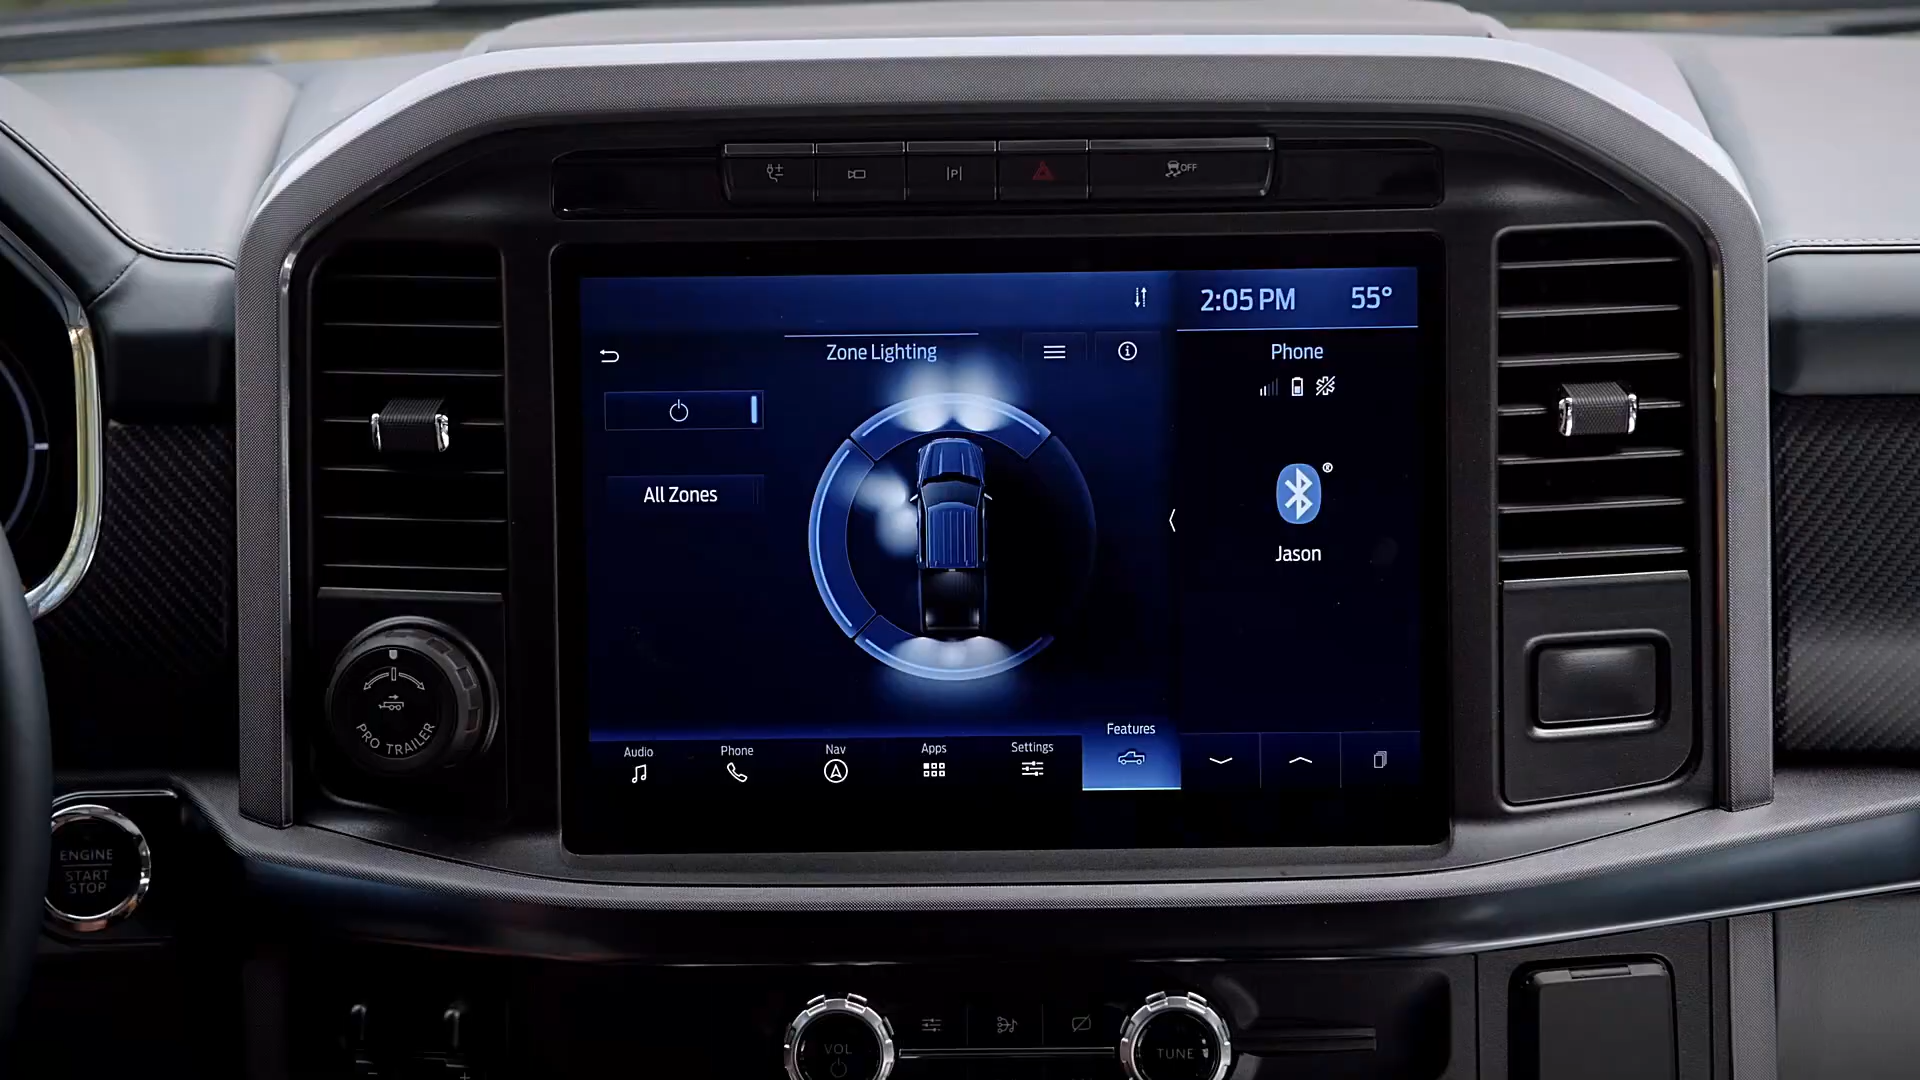 OFF
2:05 PM 55°
Zone Lighting
Phone
All Zones
®
Jason
PRO TRAILER
Audio
Phone
Nav
Apps
Settings
Features
ENGINE
START
STOP
VOL
TUNE